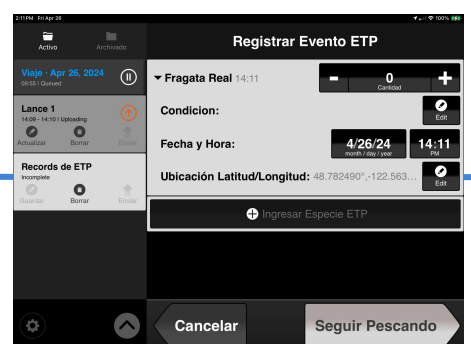 2:11 PM Fri Apr 26
100%
Activo
Archivado
Registrar Evento ETP
Viaje - Apr 26, 2024
09:55 | Queued
Lance 1
14:09 - 14:10 | Uploading
Actualizar Borrar Enviar
Records de ETP
Incomplete
Guardar Borrar Enviar
Fragata Real 14:11
- 0 +
Cantidad
Condicion:
Edit
Fecha y Hora:
4/26/24
month / day / year
14:11
PM
Ubicación Latitud/Longitud: 48.782490°,-122.563...
Edit
Ingresar Especie ETP
Cancelar
Seguir Pescando